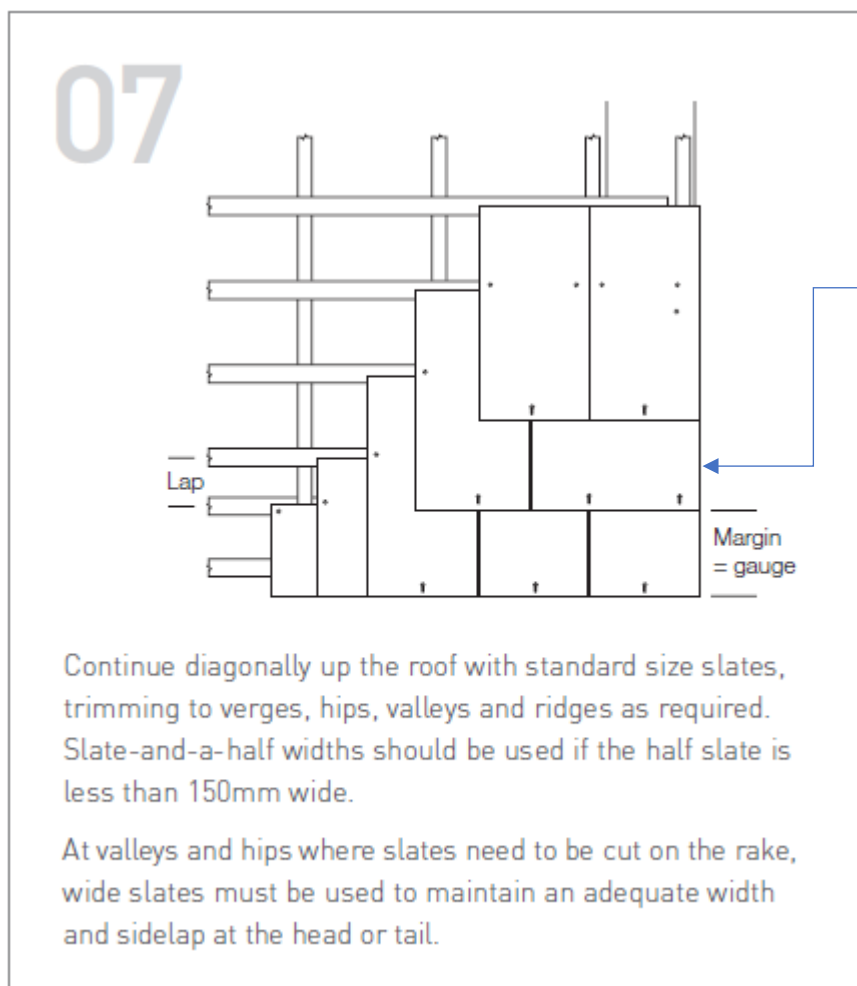 07
Lap
Margin
= gauge
Continue diagonally up the roof with standard size slates,
trimming to verges, hips, valleys and ridges as required.
Slate-and-a-half widths should be used if the half slate is
less than 150mm wide.
At valleys and hips where slates need to be cut on the rake,
wide slates must be used to maintain an adequate width
and sidelap at the head or tail.